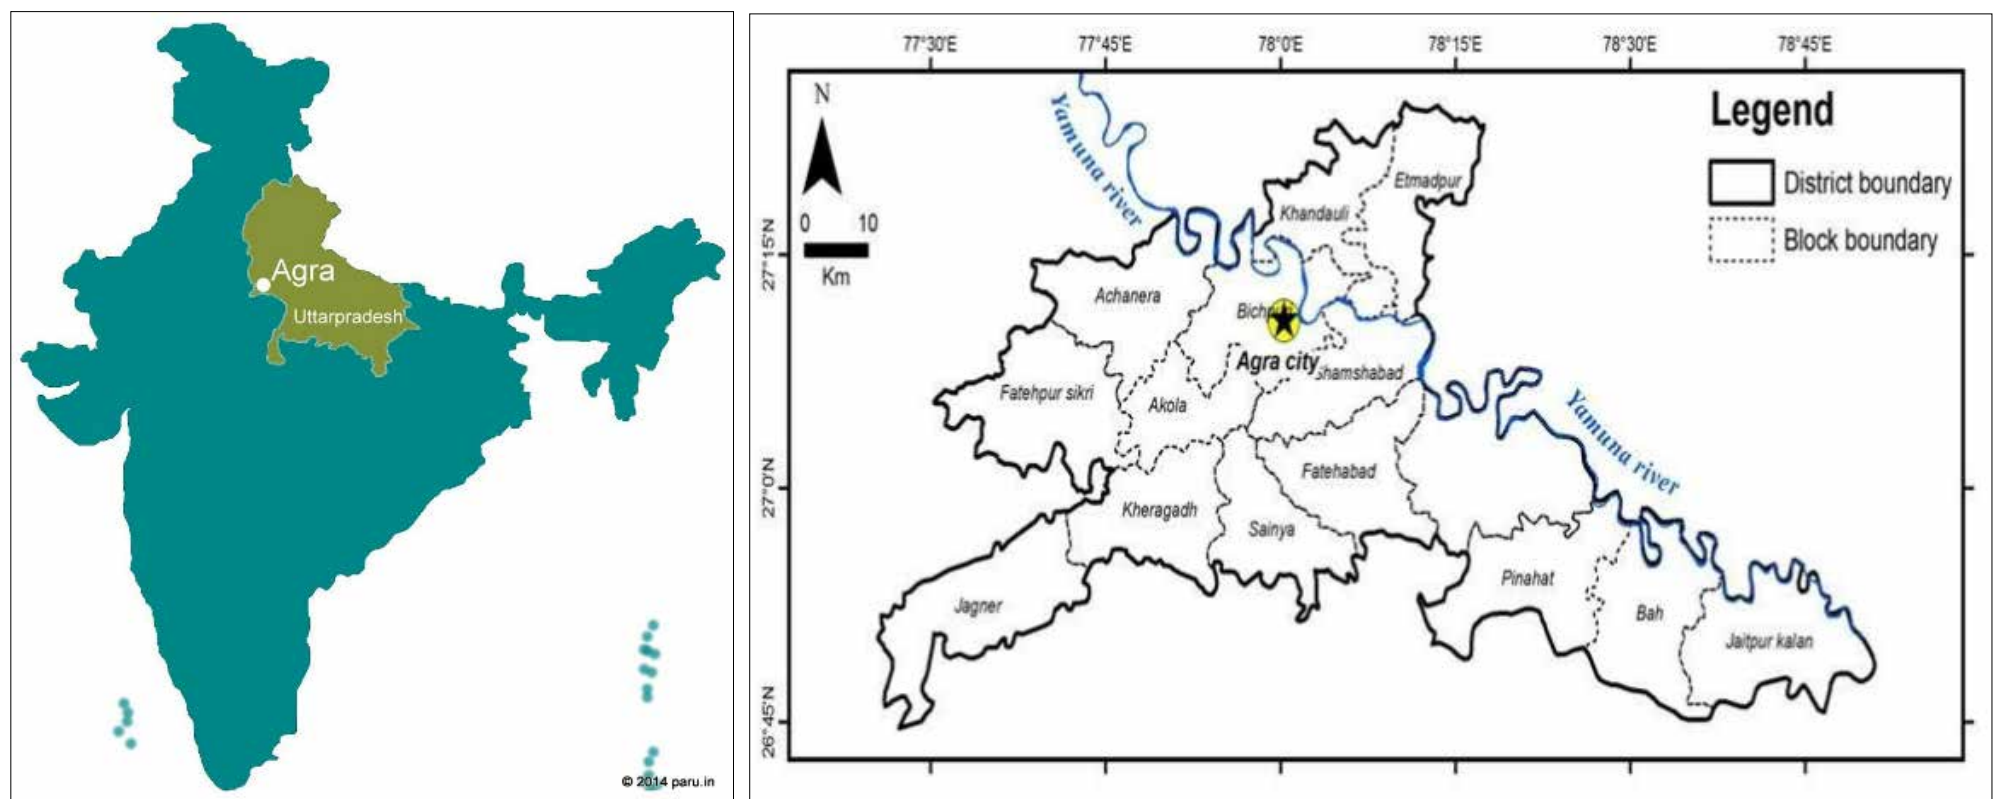 Agra
Uttarpradesh
© 2014 paru.in
77°30'E 77°45'E 78°0'E 78°15'E 78°30'E 78°45'E
N
0 10
Km
27°15'N
27°0'N
26°45'N
Yamuna river
Legend
District boundary
Block boundary
Etmadpur
Khandauli
Achanera
Agra city
Shamshabad
Fatehpur sikri
Akola
Yamuna river
Fatehabad
Kheragadh
Sainya
Pinahat
Jagner
Bah
Jaitpur kalan